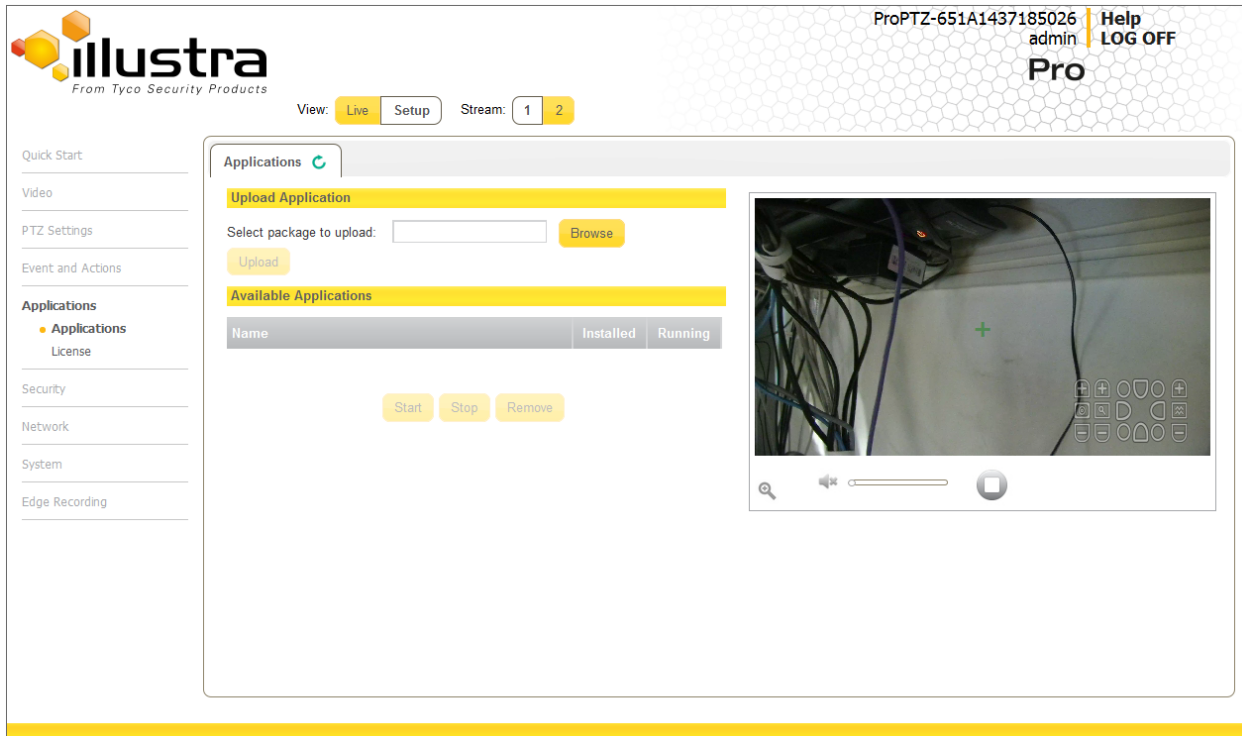 ProPTZ-651A1437185026 Help
admin LOG OFF
illustra
Pro
From Tyco Security Products
View: Live Setup Stream: 1 2
Quick Start
Video
PTZ Settings
Event and Actions
Applications
Applications
License
Security
Network
System
Edge Recording
Applications
Upload Application
Select package to upload: Browse
Upload
Available Applications
Name Installed Running
Start Stop Remove